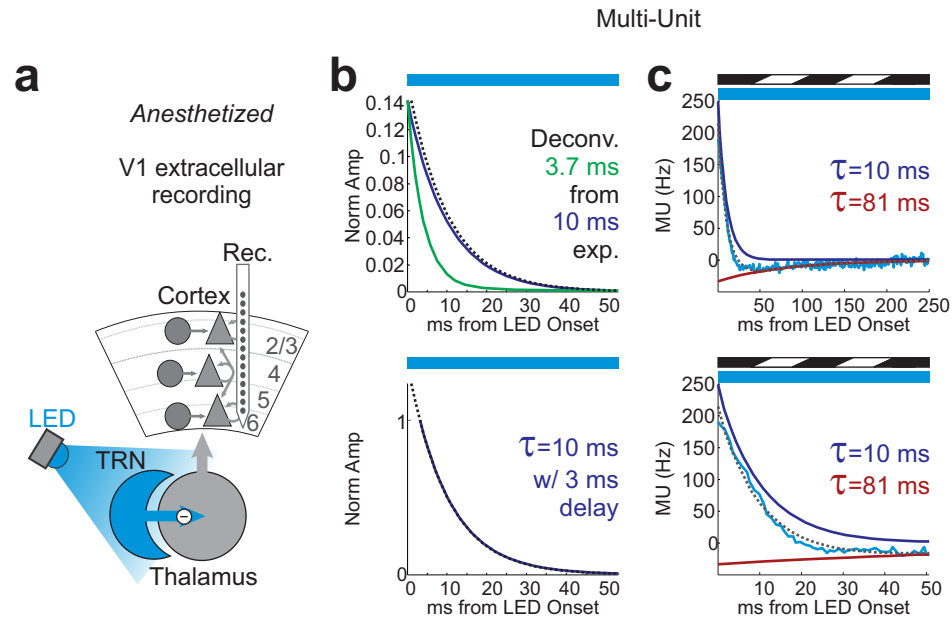 Multi-Unit
a
Anesthetized
V1 extracellular
recording
Rec.
Cortex
2/3
4
5
6
LED
TRN
−
Thalamus
b
0.14
0.12
0.10
0.08
0.06
0.04
0.02
0
Norm Amp
Deconv.
3.7 ms
from
10 ms
exp.
10 20 30 40 50
ms from LED Onset
1
0
Norm Amp
τ=10 ms
w/ 3 ms
delay
10 20 30 40 50
ms from LED Onset
c
250
200
150
100
50
0
MU (Hz)
τ=10 ms
τ=81 ms
50 100 150 200 250
ms from LED Onset
250
200
150
100
50
0
MU (Hz)
τ=10 ms
τ=81 ms
0 10 20 30 40 50
ms from LED Onset